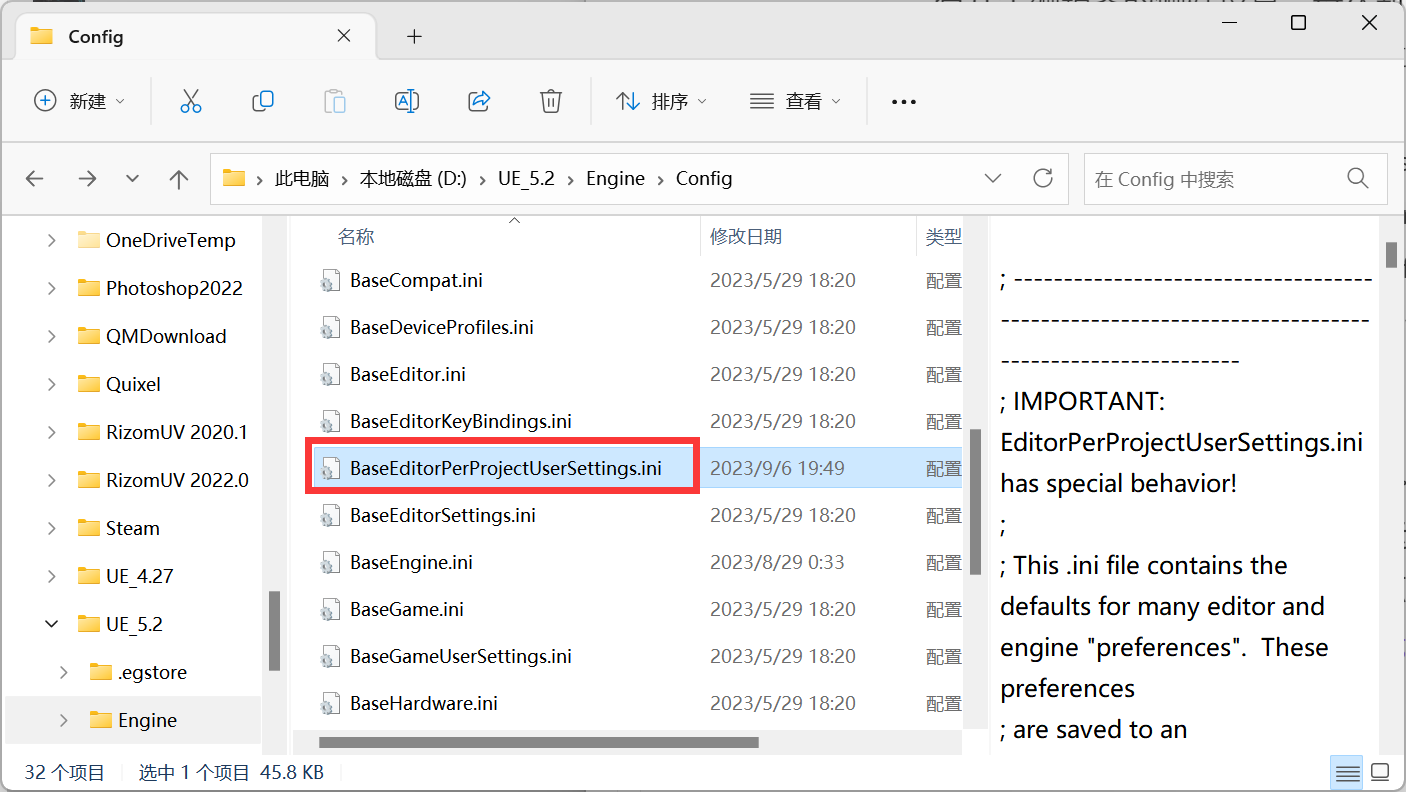 Config
新建
排序
查看
此电脑
本地磁盘 (D:)
UE_5.2
Engine
Config
在 Config 中搜索
OneDriveTemp
Photoshop2022
QMDownload
Quixel
RizomUV 2020.1
RizomUV 2022.0
Steam
UE_4.27
UE_5.2
.egstore
Engine
名称 修改日期 类型
BaseCompat.ini 2023/5/29 18:20 配置
BaseDeviceProfiles.ini 2023/5/29 18:20 配置
BaseEditor.ini 2023/5/29 18:20 配置
BaseEditorKeyBindings.ini 2023/5/29 18:20 配置
BaseEditorPerProjectUserSettings.ini 2023/9/6 19:49 配置
BaseEditorSettings.ini 2023/5/29 18:20 配置
BaseEngine.ini 2023/8/29 0:33 配置
BaseGame.ini 2023/5/29 18:20 配置
BaseGameUserSettings.ini 2023/5/29 18:20 配置
BaseHardware.ini 2023/5/29 18:20 配置
; ------------------------------------
-------------------------------------
------------------------
; IMPORTANT:
EditorPerProjectUserSettings.ini
has special behavior!
;
; This .ini file contains the
defaults for many editor and
engine "preferences".  These
preferences
; are saved to an
32 个项目
选中 1 个项目 45.8 KB